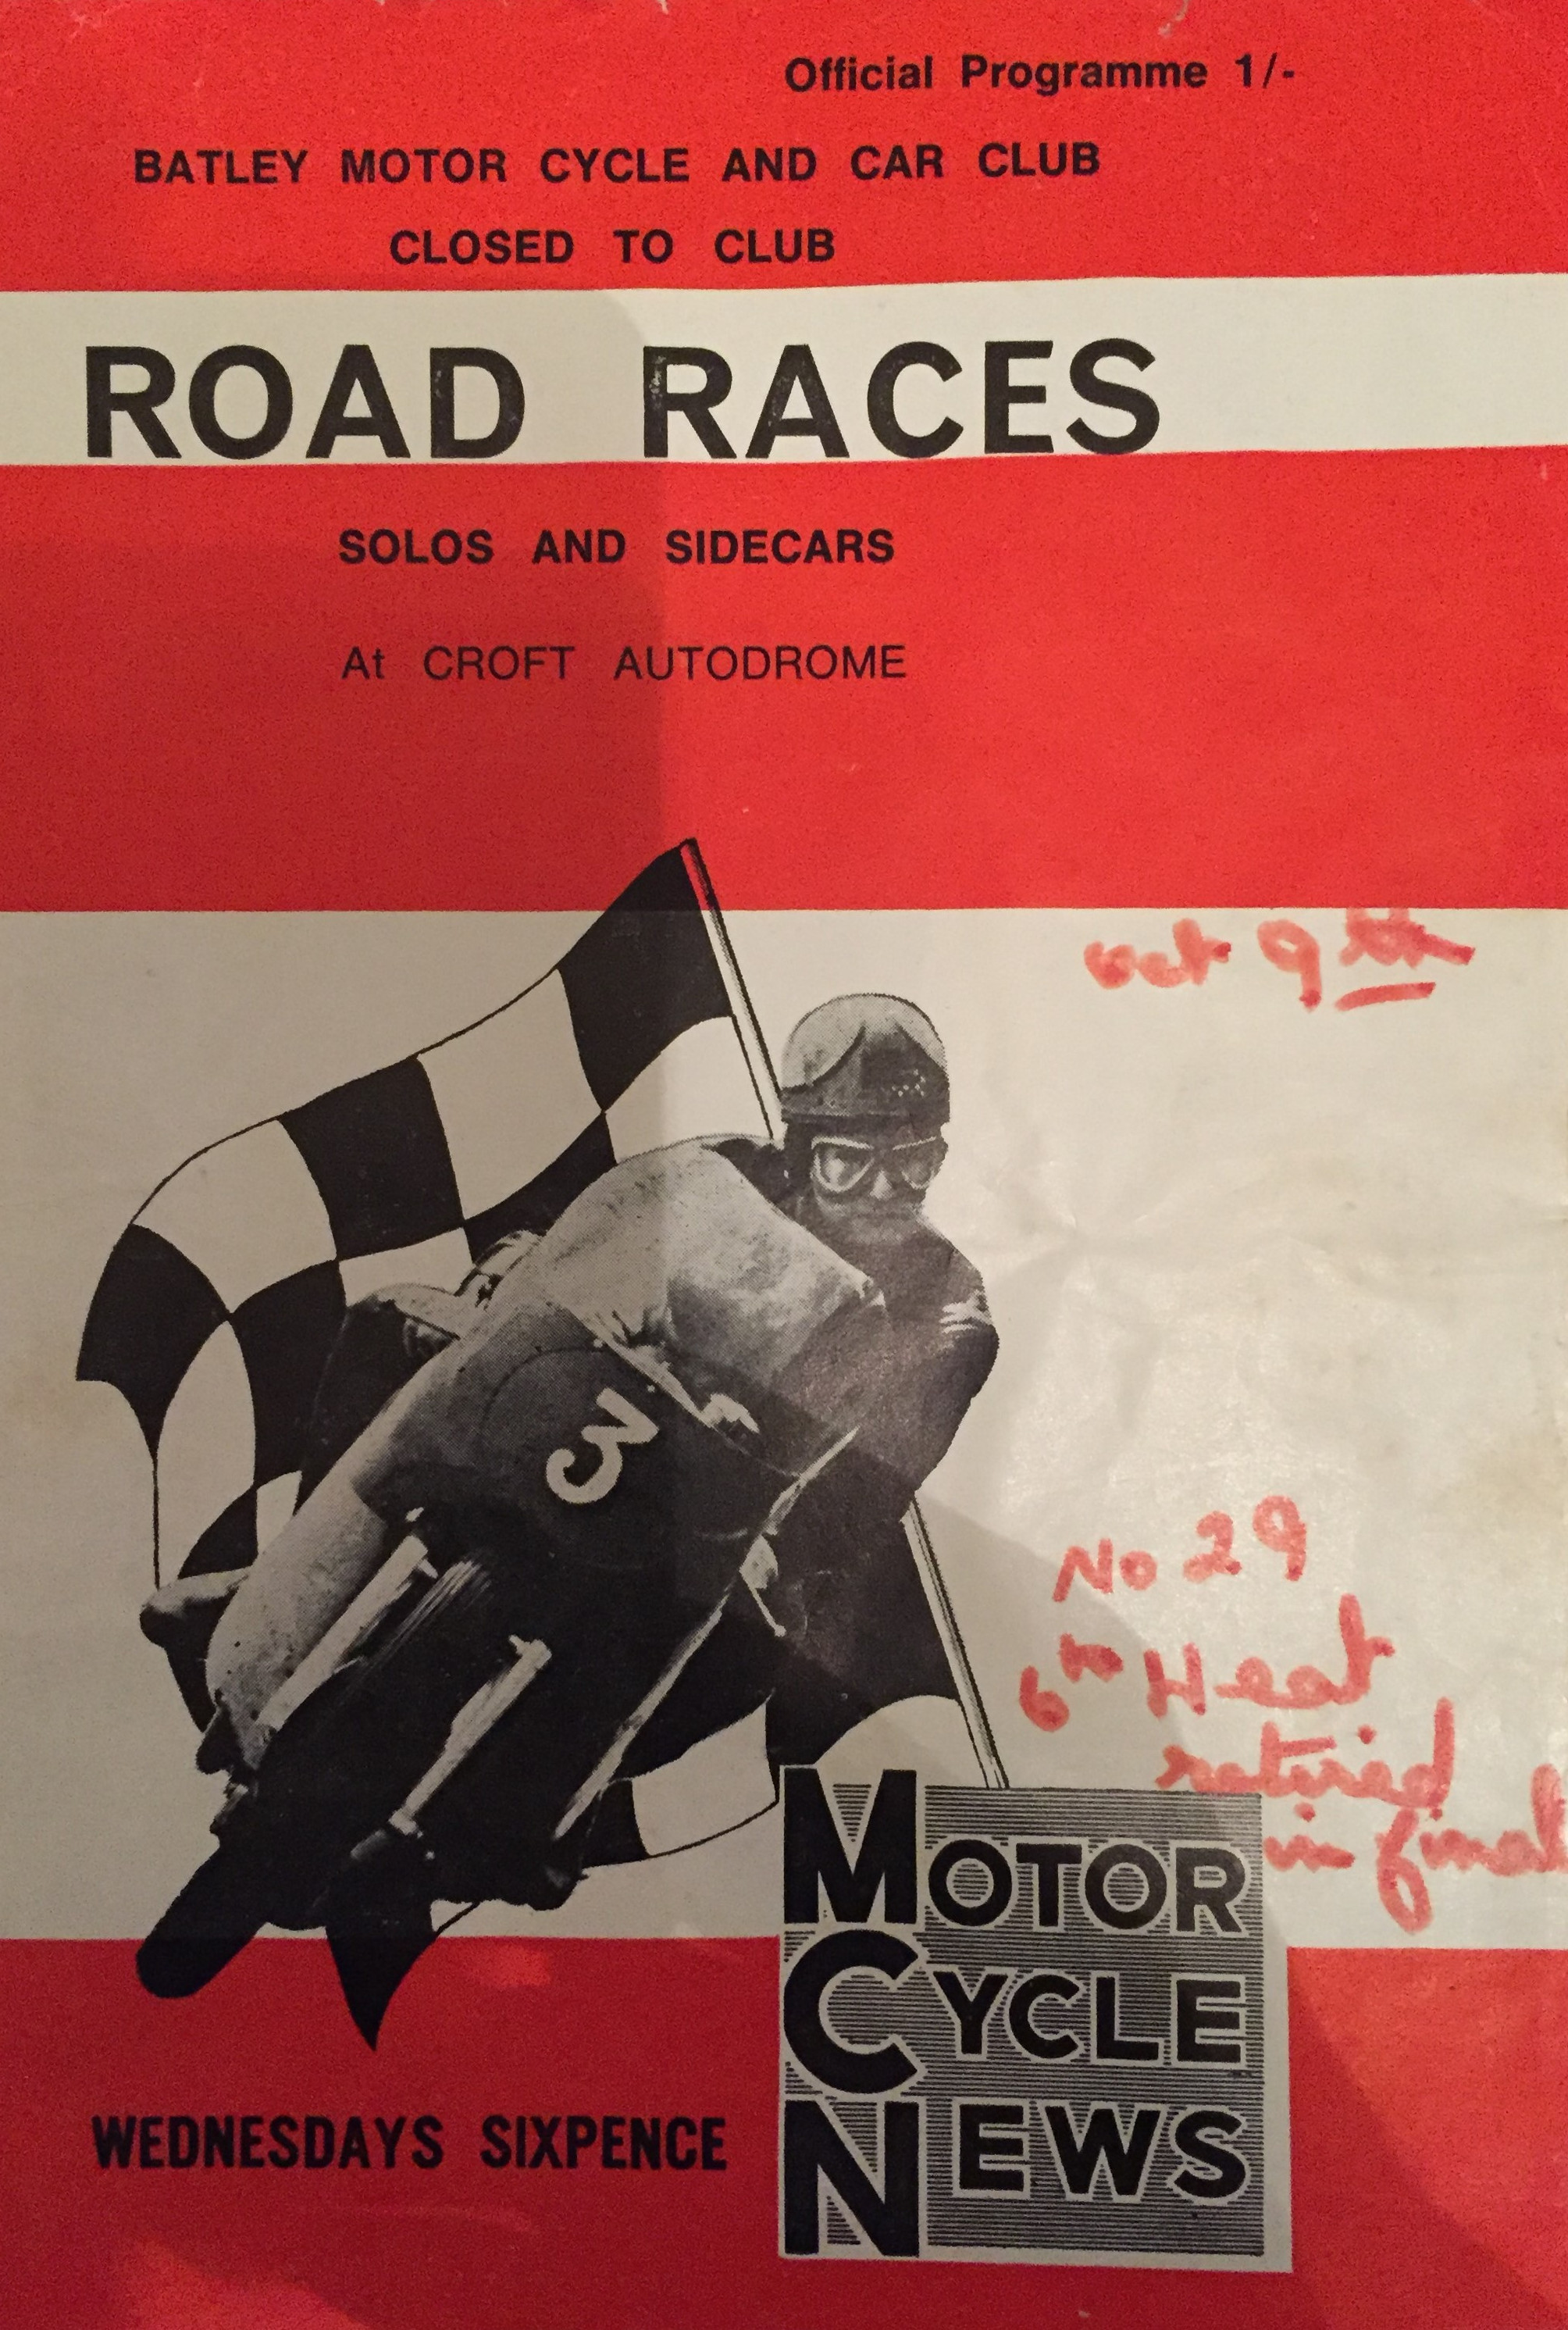 Official Programme 1/-
BATLEY MOTOR CYCLE AND CAR CLUB
CLOSED TO CLUB
ROAD RACES
SOLOS AND SIDECARS
At CROFT AUTODROME
Oct 9th
3
No 29
6th Heat
retired
in final
MOTOR
CYCLE
NEWS
WEDNESDAYS SIXPENCE